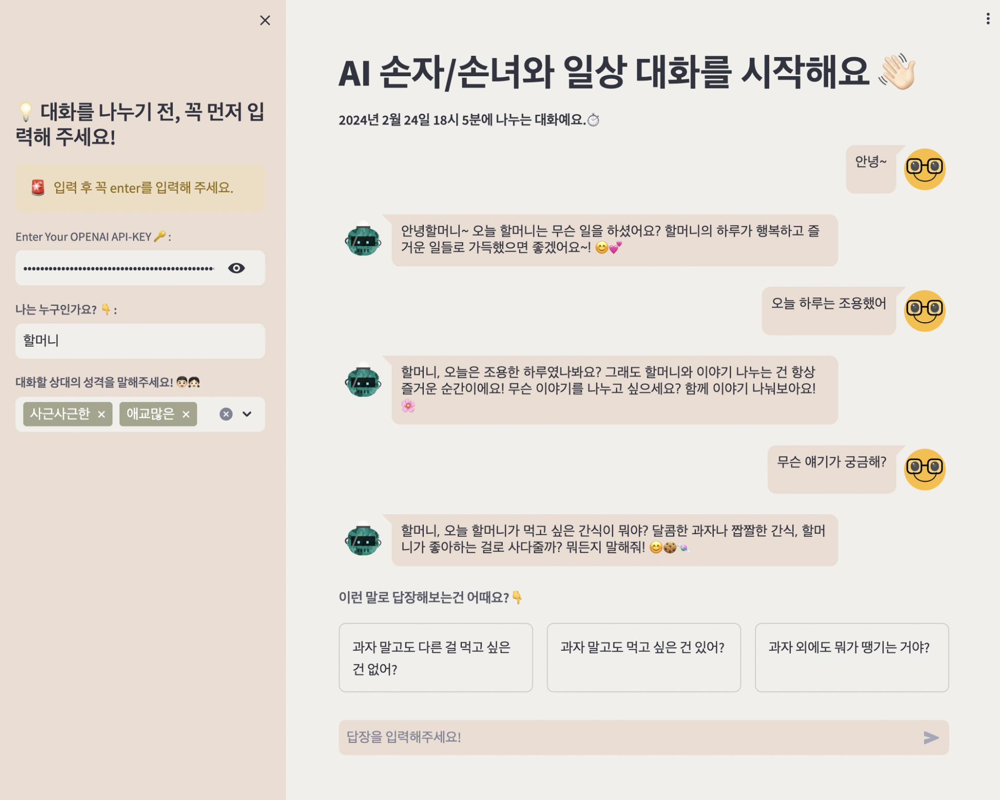 💡 대화를 나누기 전, 꼭 먼저 입
력해 주세요!
🚨 입력 후 꼭 enter를 입력해 주세요.
Enter Your OPENAI API-KEY🔑 :
••••••••••••••••••••••••••••••••••••••••••••••
나는 누구인가요? 👇 :
할머니
대화할 상대의 성격을 말해주세요! 👦🏻👧🏻
사근사근한 애교많은
AI 손자/손녀와 일상 대화를 시작해요 👋🏻
2024년 2월 24일 18시 5분에 나누는 대화예요.⏱️
안녕~
안녕할머니~ 오늘 할머니는 무슨 일을 하셨어요? 할머니의 하루가 행복하고 즐
거운 일들로 가득했으면 좋겠어요~! 😊💕
오늘 하루는 조용했어
할머니, 오늘은 조용한 하루였나봐요? 그래도 할머니와 이야기 나누는 건 항상
즐거운 순간이에요! 무슨 이야기를 나누고 싶으세요? 함께 이야기 나눠보아요!
🌸
무슨 얘기가 궁금해?
할머니, 오늘 할머니가 먹고 싶은 간식이 뭐야? 달콤한 과자나 짭짤한 간식, 할머
니가 좋아하는 걸로 사다줄까? 뭐든지 말해줘! 😊🍪🍬
이런 말로 답장해보는건 어때요?👇
과자 말고도 다른 걸 먹고 싶은
건 없어?
과자 말고도 먹고 싶은 건 있어?
과자 외에도 뭐가 땡기는 거야?
답장을 입력해주세요!